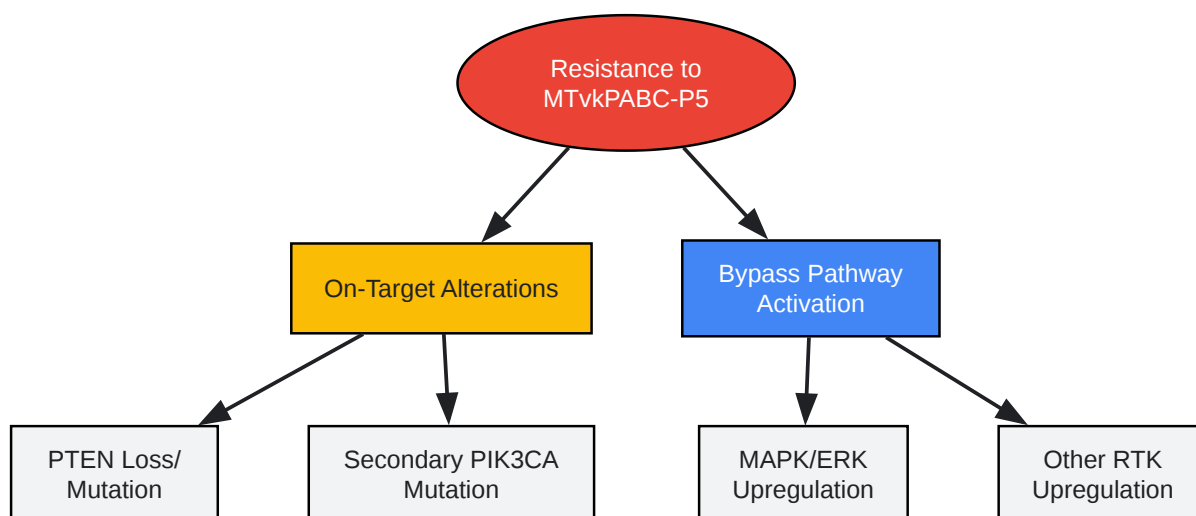 Resistance to
MTvkPABC-P5
On-Target Alterations
Bypass Pathway
Activation
PTEN Loss/
Mutation
Secondary PIK3CA
Mutation
MAPK/ERK
Upregulation
Other RTK
Upregulation